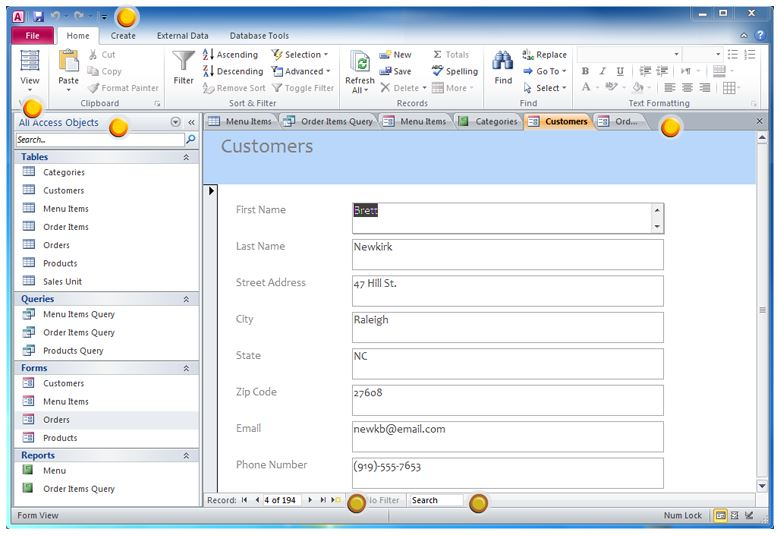 A
File Home Create External Data Database Tools
View
Paste
Cut
Copy
Format Painter
Clipboard
Filter
Ascending
Descending
Remove Sort
Selection
Advanced
Toggle Filter
Sort & Filter
Refresh
All
New
Save
Delete
Totals
Spelling
More
Records
Find
Replace
Go To
Select
Find
B I U
A
Text Formatting
All Access Objects
Search...
Tables
Categories
Customers
Menu Items
Order Items
Orders
Products
Sales Unit
Queries
Menu Items Query
Order Items Query
Products Query
Forms
Customers
Menu Items
Orders
Products
Reports
Menu
Order Items Query
Menu Items Order Items Query Menu Items Categories Customers Ord...
Customers
First Name Brett
Last Name Newkirk
Street Address 47 Hill St.
City Raleigh
State NC
Zip Code 27608
Email newkb@email.com
Phone Number (919)-555-7653
Record: 4 of 194 No Filter Search
Form View Num Lock